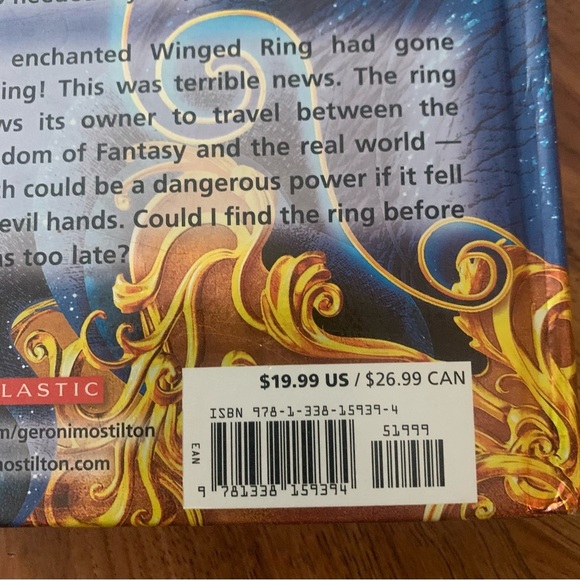 enchanted Winged Ring had gone
ing! This was terrible news. The ring
ws its owner to travel between the
dom of Fantasy and the real world —
h could be a dangerous power if it fell
evil hands. Could I find the ring before
s too late?
LASTIC
m/geronimostilton
nostilton.com
$19.99 US / $26.99 CAN
ISBN 978-1-338-15939-4
51999
EAN
9 781338 159394